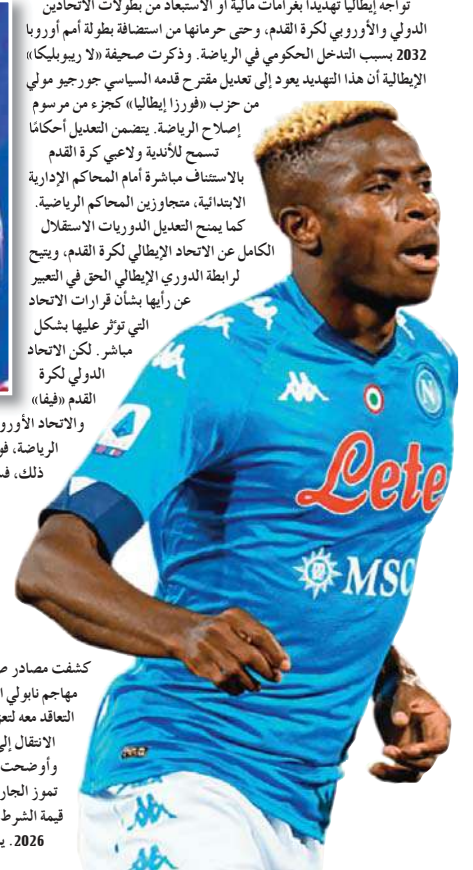 تواجه إيطاليا تهديدًا بغرامات مالية أو الاستبعاد من بطولات الاتحادين
الدولي والأوروبي لكرة القدم، وحتى حرمانها من استضافة بطولة أمم أوروبا
2032 بسبب التدخل الحكومي في الرياضة. وذكرت صحيفة «لا ريبوبليكا»
الإيطالية أن هذا التهديد يعود إلى تعديل مقترح قدمه السياسي جورجيو مولي
من حزب «فورزا إيطاليا» كجزء من مرسوم
إصلاح الرياضة. يتضمن التعديل أحكامًا
تسمح للأندية ولاعبي كرة القدم
بالاستئناف مباشرة أمام المحاكم الإدارية
الابتدائية، متجاوزين المحاكم الرياضية.
كما يمنح التعديل الدوريات الاستقلال
الكامل عن الاتحاد الإيطالي لكرة القدم، ويتيح
لرابطة الدوري الإيطالي الحق في التعبير
عن رأيها بشأن قرارات الاتحاد
التي تؤثر عليها بشكل
مباشر. لكن الاتحاد
الدولي لكرة
القدم «فيفا»
والاتحاد الأورو
الرياضة، فو
ذلك، فس
كشفت مصادر ص
مهاجم نابولي ا
التعاقد معه لتعز
الانتقال إلى
وأوضحت
تموز الجار
قيمة الشرط
2026. ي
Kappa
N
Lete
MSC